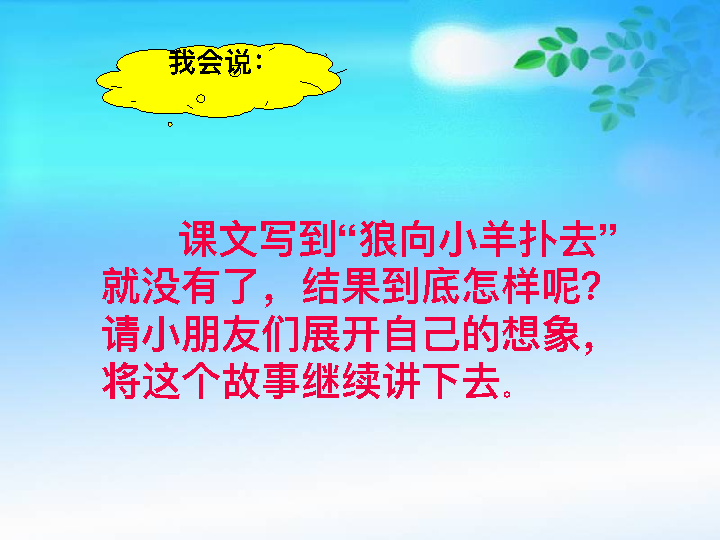 我会说：
课文写到“狼向小羊扑去”
就没有了，结果到底怎样呢？
请小朋友们展开自己的想象，
将这个故事继续讲下去。